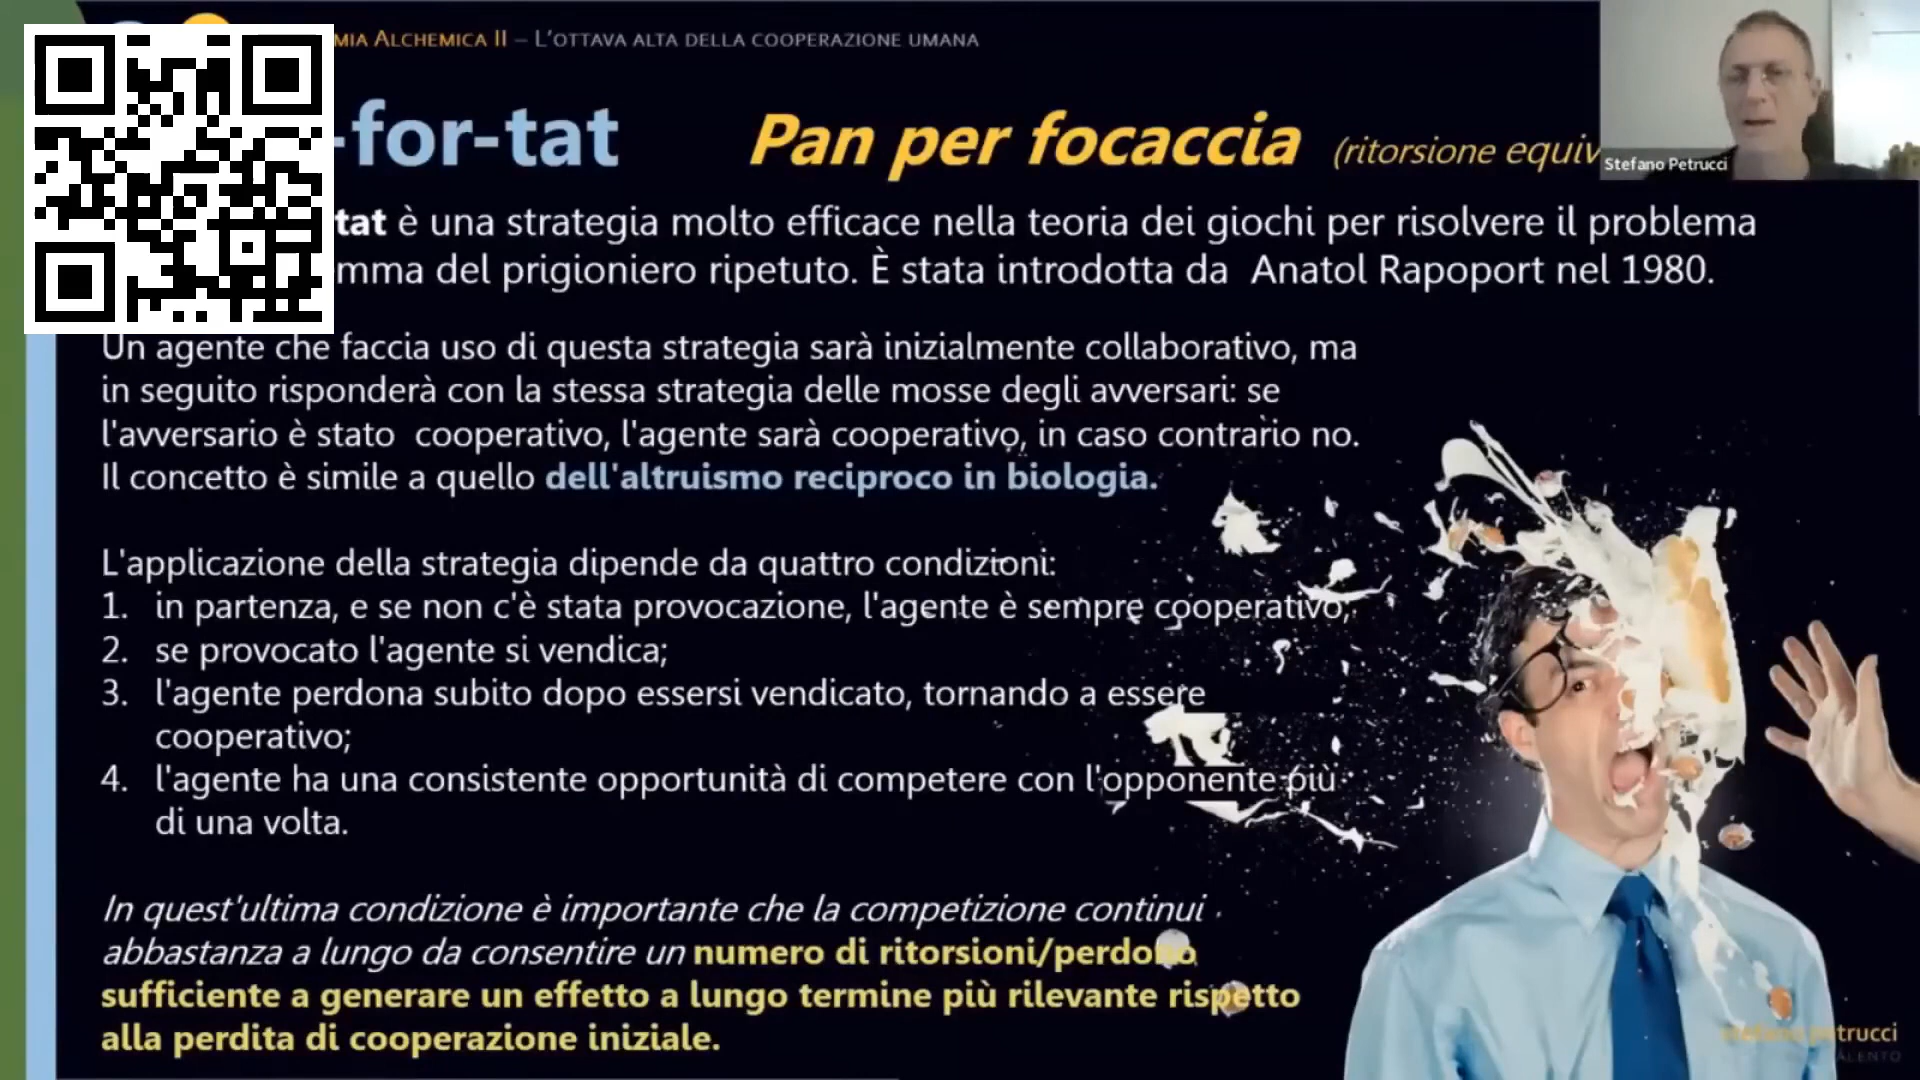 MIA ALCHEMICA II – L'OTTAVA ALTA DELLA COOPERAZIONE UMANA
-for-tat Pan per focaccia (ritorsione equiv
Stefano Petrucci
tat è una strategia molto efficace nella teoria dei giochi per risolvere il problema
emma del prigioniero ripetuto. È stata introdotta da Anatol Rapoport nel 1980.
Un agente che faccia uso di questa strategia sarà inizialmente collaborativo, ma
in seguito risponderà con la stessa strategia delle mosse degli avversari: se
l'avversario è stato cooperativo, l'agente sarà cooperativo, in caso contrario no.
Il concetto è simile a quello dell'altruismo reciproco in biologia.
L'applicazione della strategia dipende da quattro condizioni:
1. in partenza, e se non c'è stata provocazione, l'agente è sempre cooperativo;
2. se provocato l'agente si vendica;
3. l'agente perdona subito dopo essersi vendicato, tornando a essere
cooperativo;
4. l'agente ha una consistente opportunità di competere con l'opponente più
di una volta.
In quest'ultima condizione è importante che la competizione continui
abbastanza a lungo da consentire un numero di ritorsioni/perdono
sufficiente a generare un effetto a lungo termine più rilevante rispetto
alla perdita di cooperazione iniziale.
stefano petrucci
ALENTO